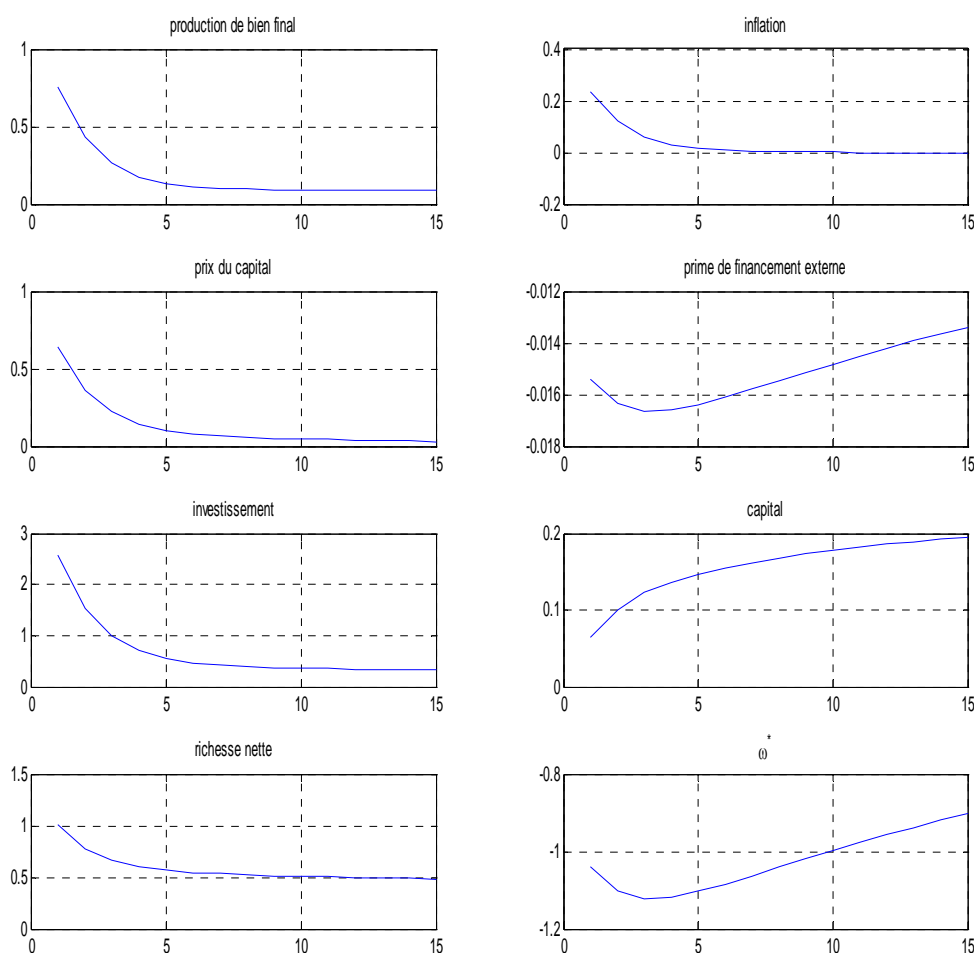 production de bien final
1
0.5
0
0 5 10 15
inflation
0.4
0.2
0
-0.2
0 5 10 15
prix du capital
1
0.5
0
0 5 10 15
prime de financement externe
-0.012
-0.014
-0.016
-0.018
0 5 10 15
investissement
3
2
1
0
0 5 10 15
capital
0.2
0.1
0
0 5 10 15
richesse nette
1.5
1
0.5
0
0 5 10 15
ω*
-0.8
-1
-1.2
0 5 10 15